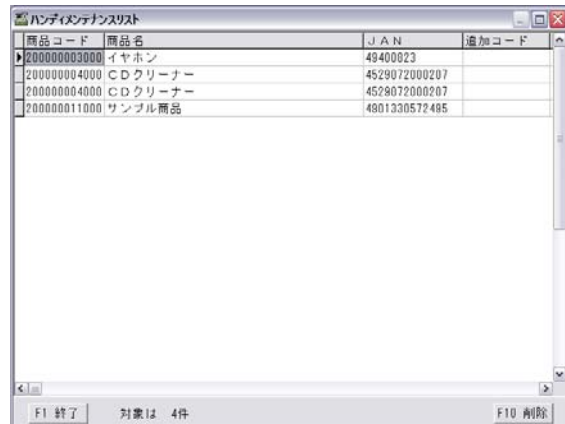 ハンディメンテナンスリスト
商品コード 商品名 JAN 追加コード
200000003000 イヤホン 49400823
200000004000 CDクリーナー 4529072000207
200000004000 CDクリーナー 4529072000207
200000011000 サンプル商品 4901330572495
F1 終了 対象は 4件 F10 削除